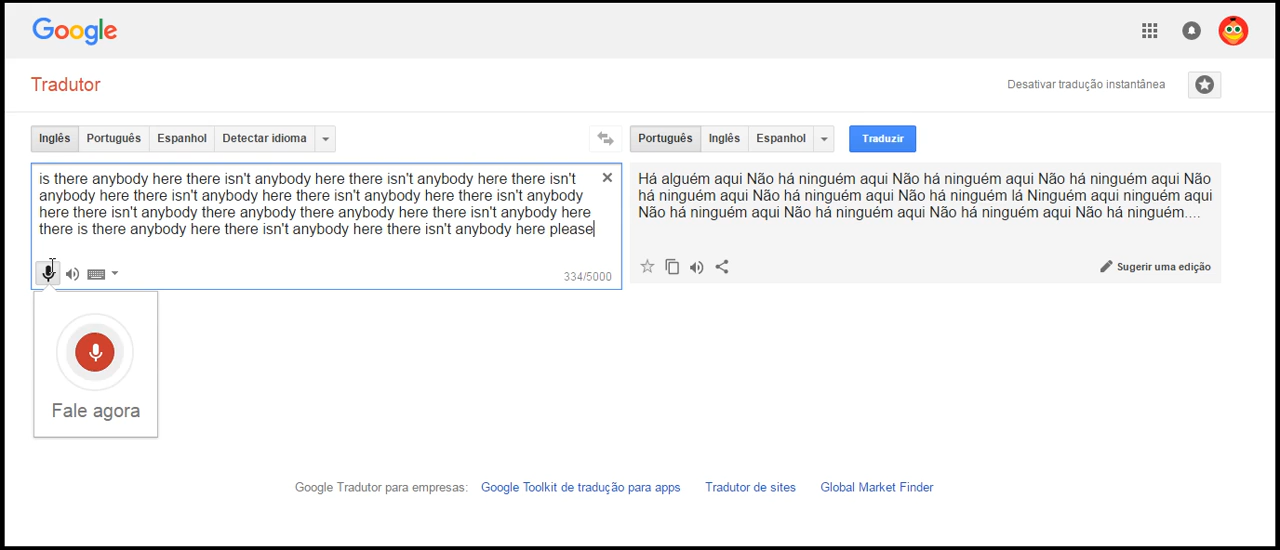 Google
Tradutor
Desativar tradução instantânea
Inglês Português Espanhol Detectar idioma
Português Inglês Espanhol
Traduzir
is there anybody here there isn't anybody here there isn't anybody here there isn't
anybody here there isn't anybody here there isn't anybody here there isn't anybody
here there isn't anybody there anybody there anybody here there isn't anybody here
there is there anybody here there isn't anybody here there isn't anybody here please
334/5000
Há alguém aqui Não há ninguém aqui Não há ninguém aqui Não há ninguém aqui Não
há ninguém aqui Não há ninguém aqui Não há ninguém lá Ninguém aqui ninguém aqui
Não há ninguém aqui Não há ninguém aqui Não há ninguém aqui Não há ninguém....
Sugerir uma edição
Fale agora
Google Tradutor para empresas: Google Toolkit de tradução para apps Tradutor de sites Global Market Finder